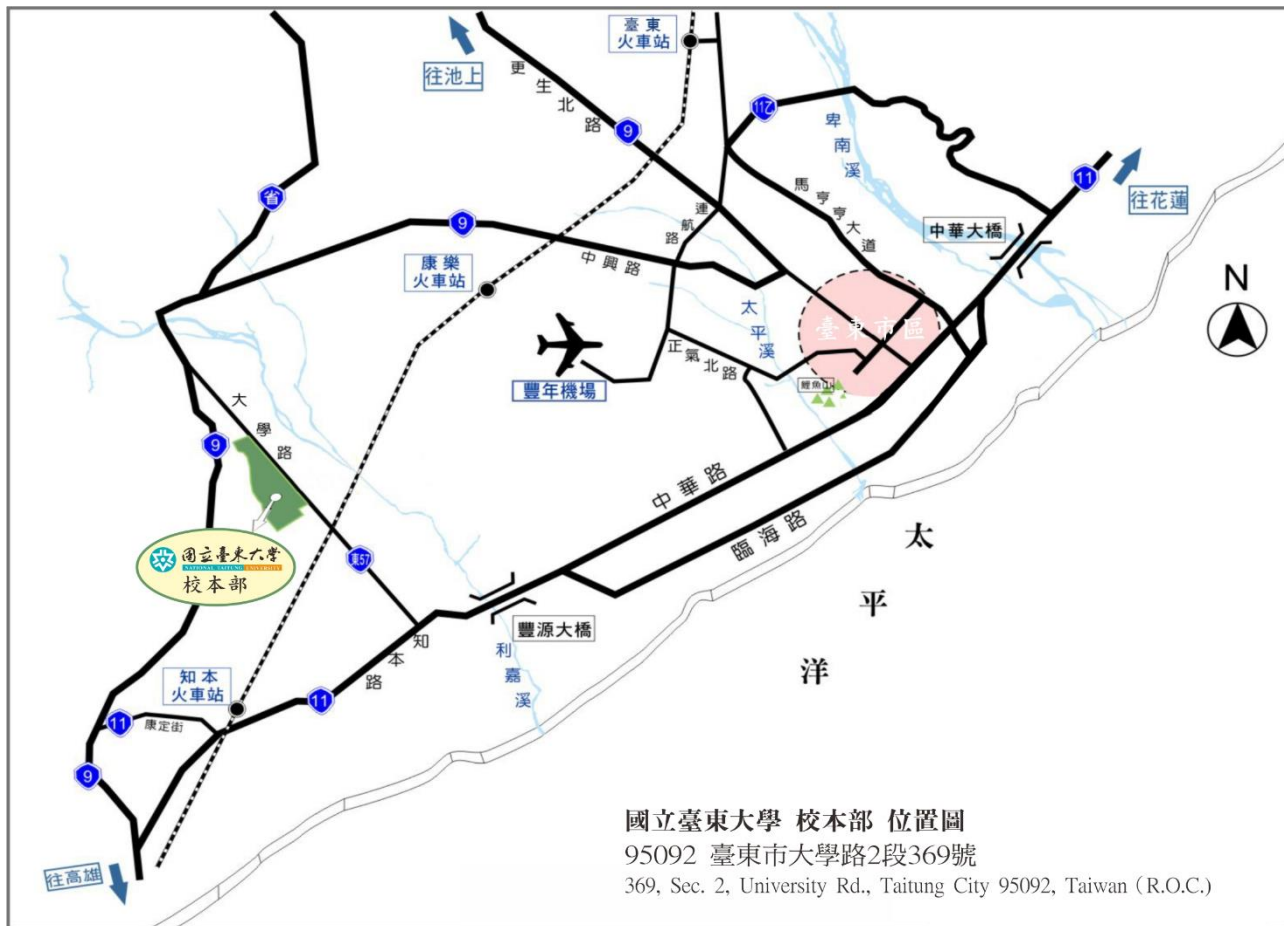 臺東
火車站
往池上
更生北路
9
11乙
卑南溪
11
往花蓮
省
9
連航路
馬亨亨大道
中華大橋
康樂
火車站
中興路
N
太平溪
臺東市區
正氣北路
鯉魚山
豐年機場
大學路
9
中華路
臨海路
太平洋
國立臺東大學
NATIONAL TAITUNG UNIVERSITY
校本部
東57
豐源大橋
知本路
利嘉溪
知本
火車站
11
11
康定街
9
往高雄
國立臺東大學 校本部 位置圖
95092 臺東市大學路2段369號
369, Sec. 2, University Rd., Taitung City 95092, Taiwan (R.O.C.)